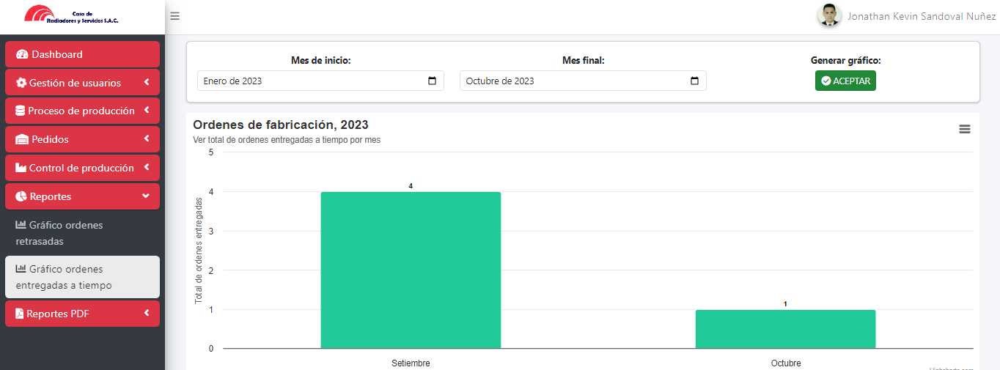 Casa de
Radiadores y Servicios S.A.C.
Jonathan Kevin Sandoval Nuñez
Dashboard
Gestión de usuarios
Proceso de producción
Pedidos
Control de producción
Reportes
Gráfico ordenes
retrasadas
Gráfico ordenes
entregadas a tiempo
Reportes PDF
Mes de inicio:
Enero de 2023
Mes final:
Octubre de 2023
Generar gráfico:
ACEPTAR
Ordenes de fabricación, 2023
Ver total de ordenes entregadas a tiempo por mes
Total de ordenes entregadas
5
4
3
2
1
0
4
1
Setiembre
Octubre